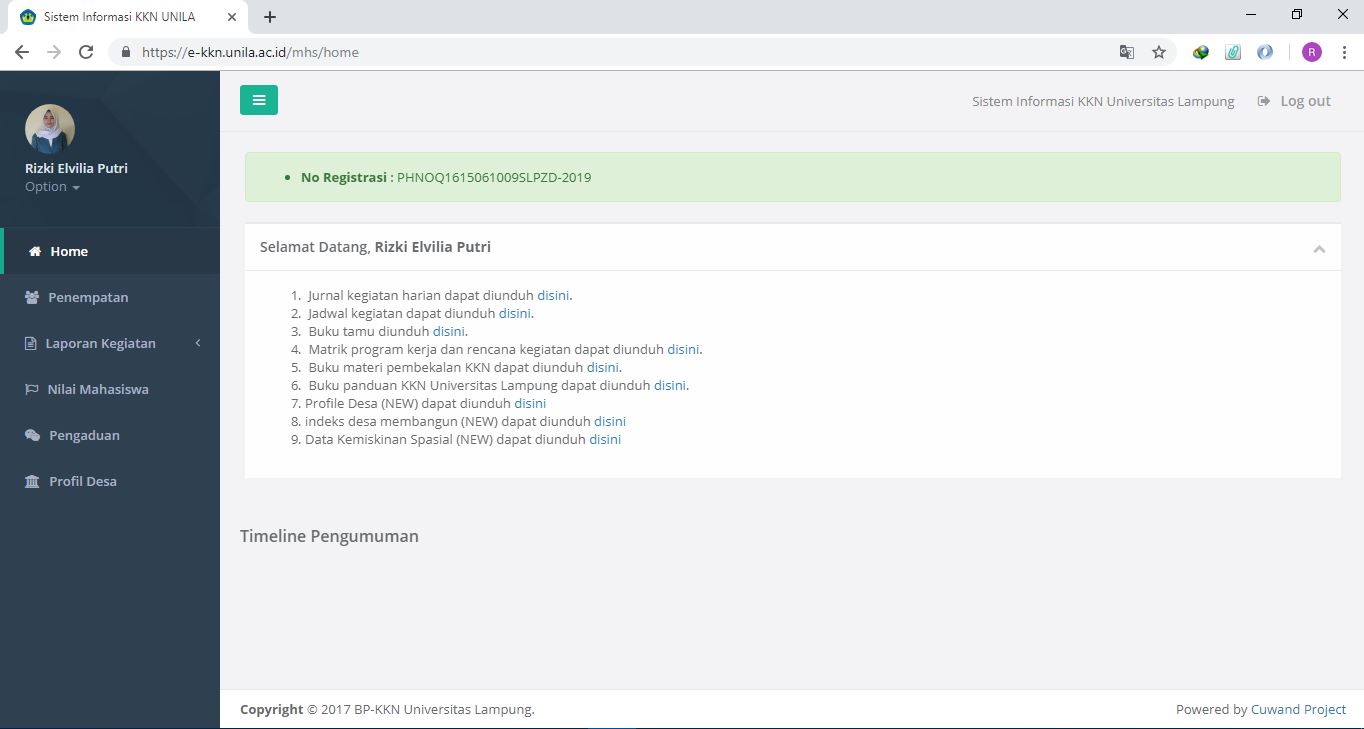 Sistem Informasi KKN UNILA
https://e-kkn.unila.ac.id/mhs/home
R
Rizki Elvilia Putri
Option
Home
Penempatan
Laporan Kegiatan
Nilai Mahasiswa
Pengaduan
Profil Desa
Sistem Informasi KKN Universitas Lampung
Log out
No Registrasi : PHNOQ1615061009SLPZD-2019
Selamat Datang, Rizki Elvilia Putri
1. Jurnal kegiatan harian dapat diunduh disini.
2. Jadwal kegiatan dapat diunduh disini.
3. Buku tamu diunduh disini.
4. Matrik program kerja dan rencana kegiatan dapat diunduh disini.
5. Buku materi pembekalan KKN dapat diunduh disini.
6. Buku panduan KKN Universitas Lampung dapat diunduh disini.
7. Profile Desa (NEW) dapat diunduh disini
8. indeks desa membangun (NEW) dapat diunduh disini
9. Data Kemiskinan Spasial (NEW) dapat diunduh disini
Timeline Pengumuman
Copyright © 2017 BP-KKN Universitas Lampung.
Powered by Cuwand Project